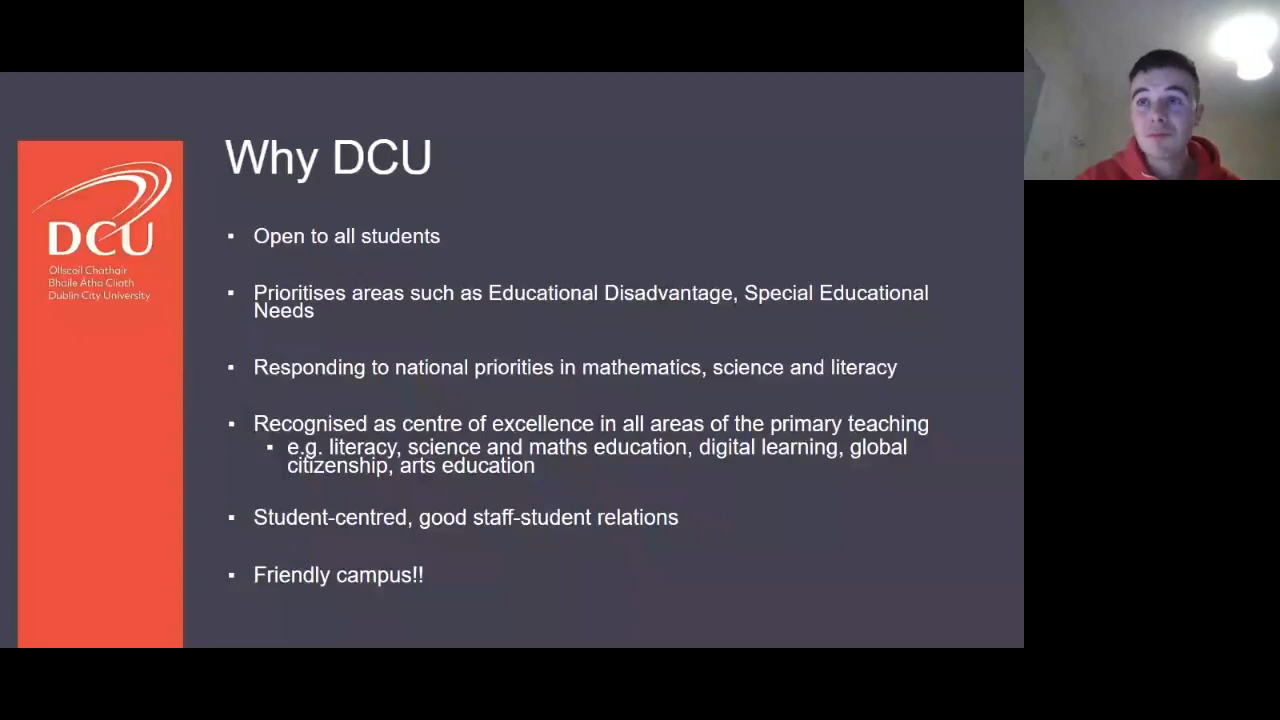 DCU
Ollscoil Chathair
Bhaile Átha Cliath
Dublin City University
Why DCU
▪ Open to all students
▪ Prioritises areas such as Educational Disadvantage, Special Educational
Needs
▪ Responding to national priorities in mathematics, science and literacy
▪ Recognised as centre of excellence in all areas of the primary teaching
▪ e.g. literacy, science and maths education, digital learning, global
citizenship, arts education
▪ Student-centred, good staff-student relations
▪ Friendly campus!!